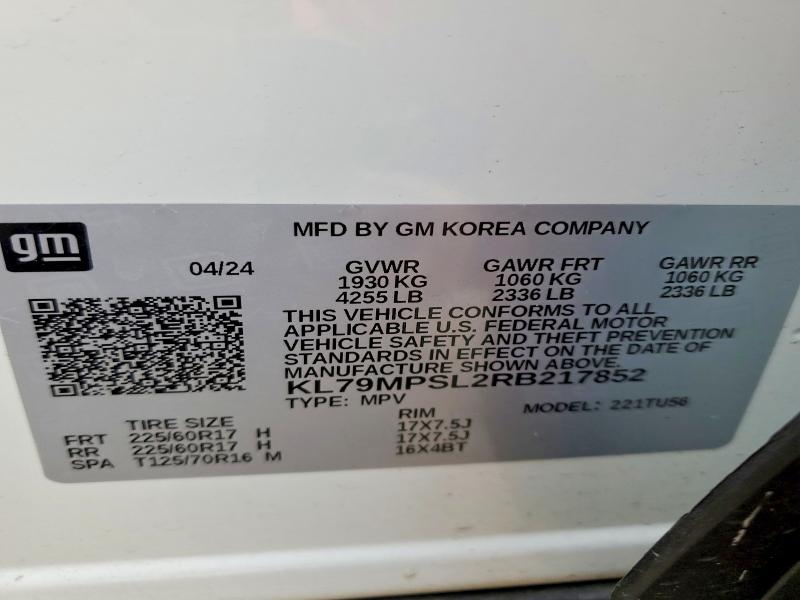 gm
MFD BY GM KOREA COMPANY
04/24 GVWR GAWR FRT GAWR RR
1930 KG 1060 KG 1060 KG
4255 LB 2336 LB 2336 LB
THIS VEHICLE CONFORMS TO ALL
APPLICABLE U.S. FEDERAL MOTOR
VEHICLE SAFETY AND THEFT PREVENTION
STANDARDS IN EFFECT ON THE DATE OF
MANUFACTURE SHOWN ABOVE.
KL79MPSL2RB217852
TYPE: MPV MODEL: 221TU56
TIRE SIZE RIM
FRT 225/60R17 H 17X7.5J
RR 225/60R17 H 17X7.5J
SPA T125/70R16 M 16X4BT